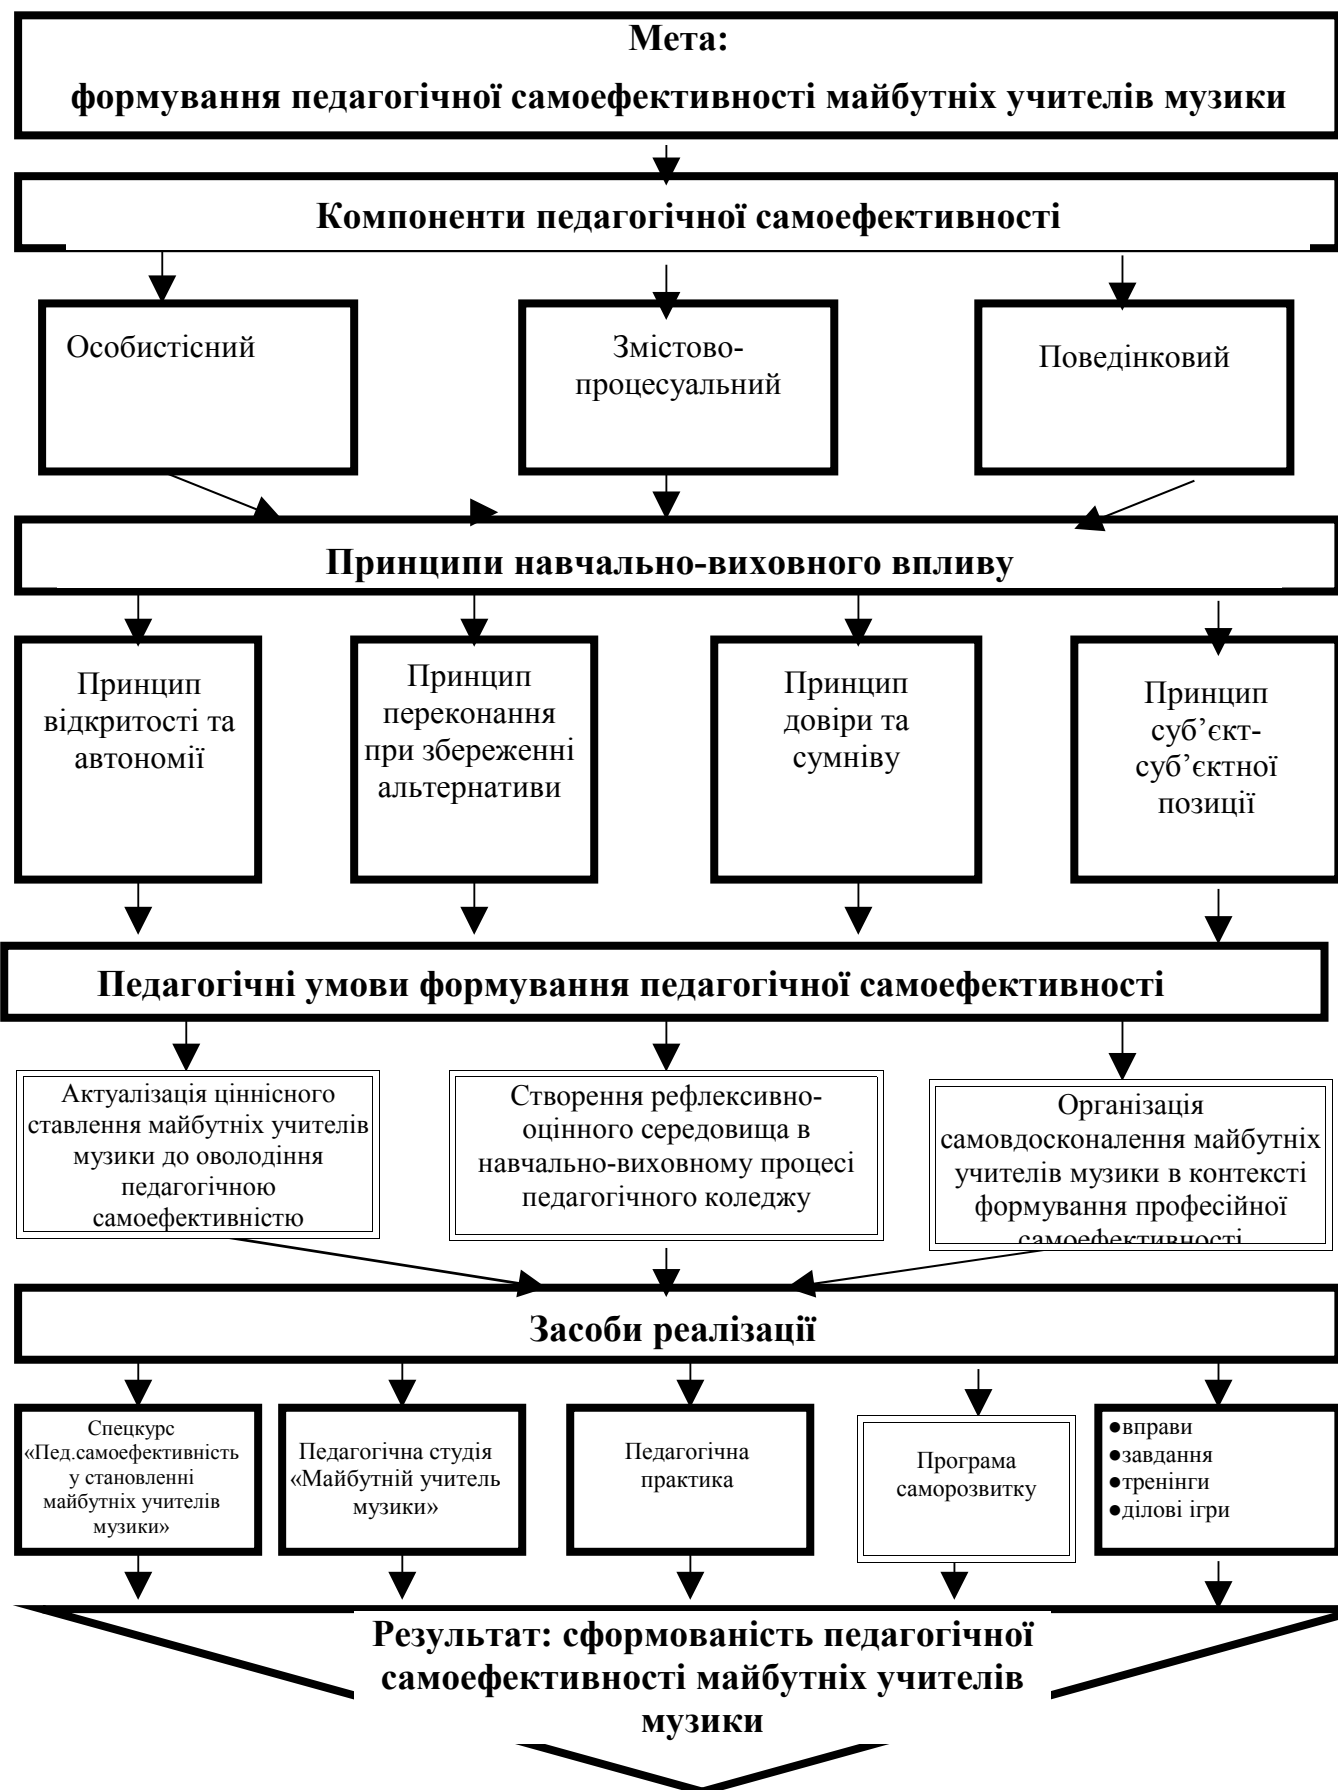 Мета:
формування педагогічної самоефективності майбутніх учителів музики
Компоненти педагогічної самоефективності
Особистісний
Змістово-
процесуальний
Поведінковий
Принципи навчально-виховного впливу
Принцип
відкритості та
автономії
Принцип
переконання
при збереженні
альтернативи
Принцип
довіри та
сумніву
Принцип
суб’єкт-
суб’єктної
позиції
Педагогічні умови формування педагогічної самоефективності
Актуалізація ціннісного
ставлення майбутніх учителів
музики до оволодіння
педагогічною
самоефективністю
Створення рефлексивно-
оцінного середовища в
навчально-виховному процесі
педагогічного коледжу
Організація
самовдосконалення майбутніх
учителів музики в контексті
формування професійної
самоефективності
Засоби реалізації
Спецкурс
«Пед.самоефективність
у становленні
майбутніх учителів
музики»
Педагогічна студія
«Майбутній учитель
музики»
Педагогічна
практика
Програма
саморозвитку
●вправи
●завдання
●тренінги
●ділові ігри
Результат: сформованість педагогічної
самоефективності майбутніх учителів
музики